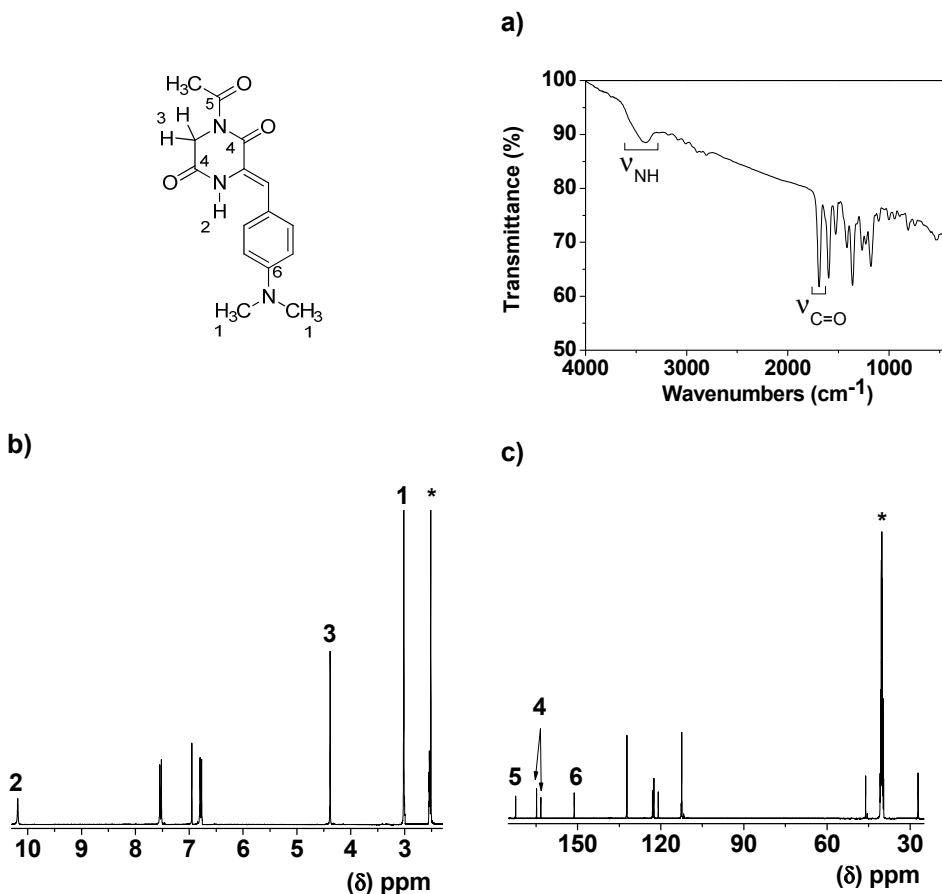 a)
H₃C O
5
3 H N O
H 4
4
O N
H
2
6
H₃C N CH₃
1 1
100
90
80
70
60
50
Transmittance (%)
νNH
νC=O
4000 3000 2000 1000
Wavenumbers (cm-1)
b)
1 *
3
2
10 9 8 7 6 5 4 3
(δ) ppm
c)
*
4
5 6
150 120 90 60 30
(δ) ppm